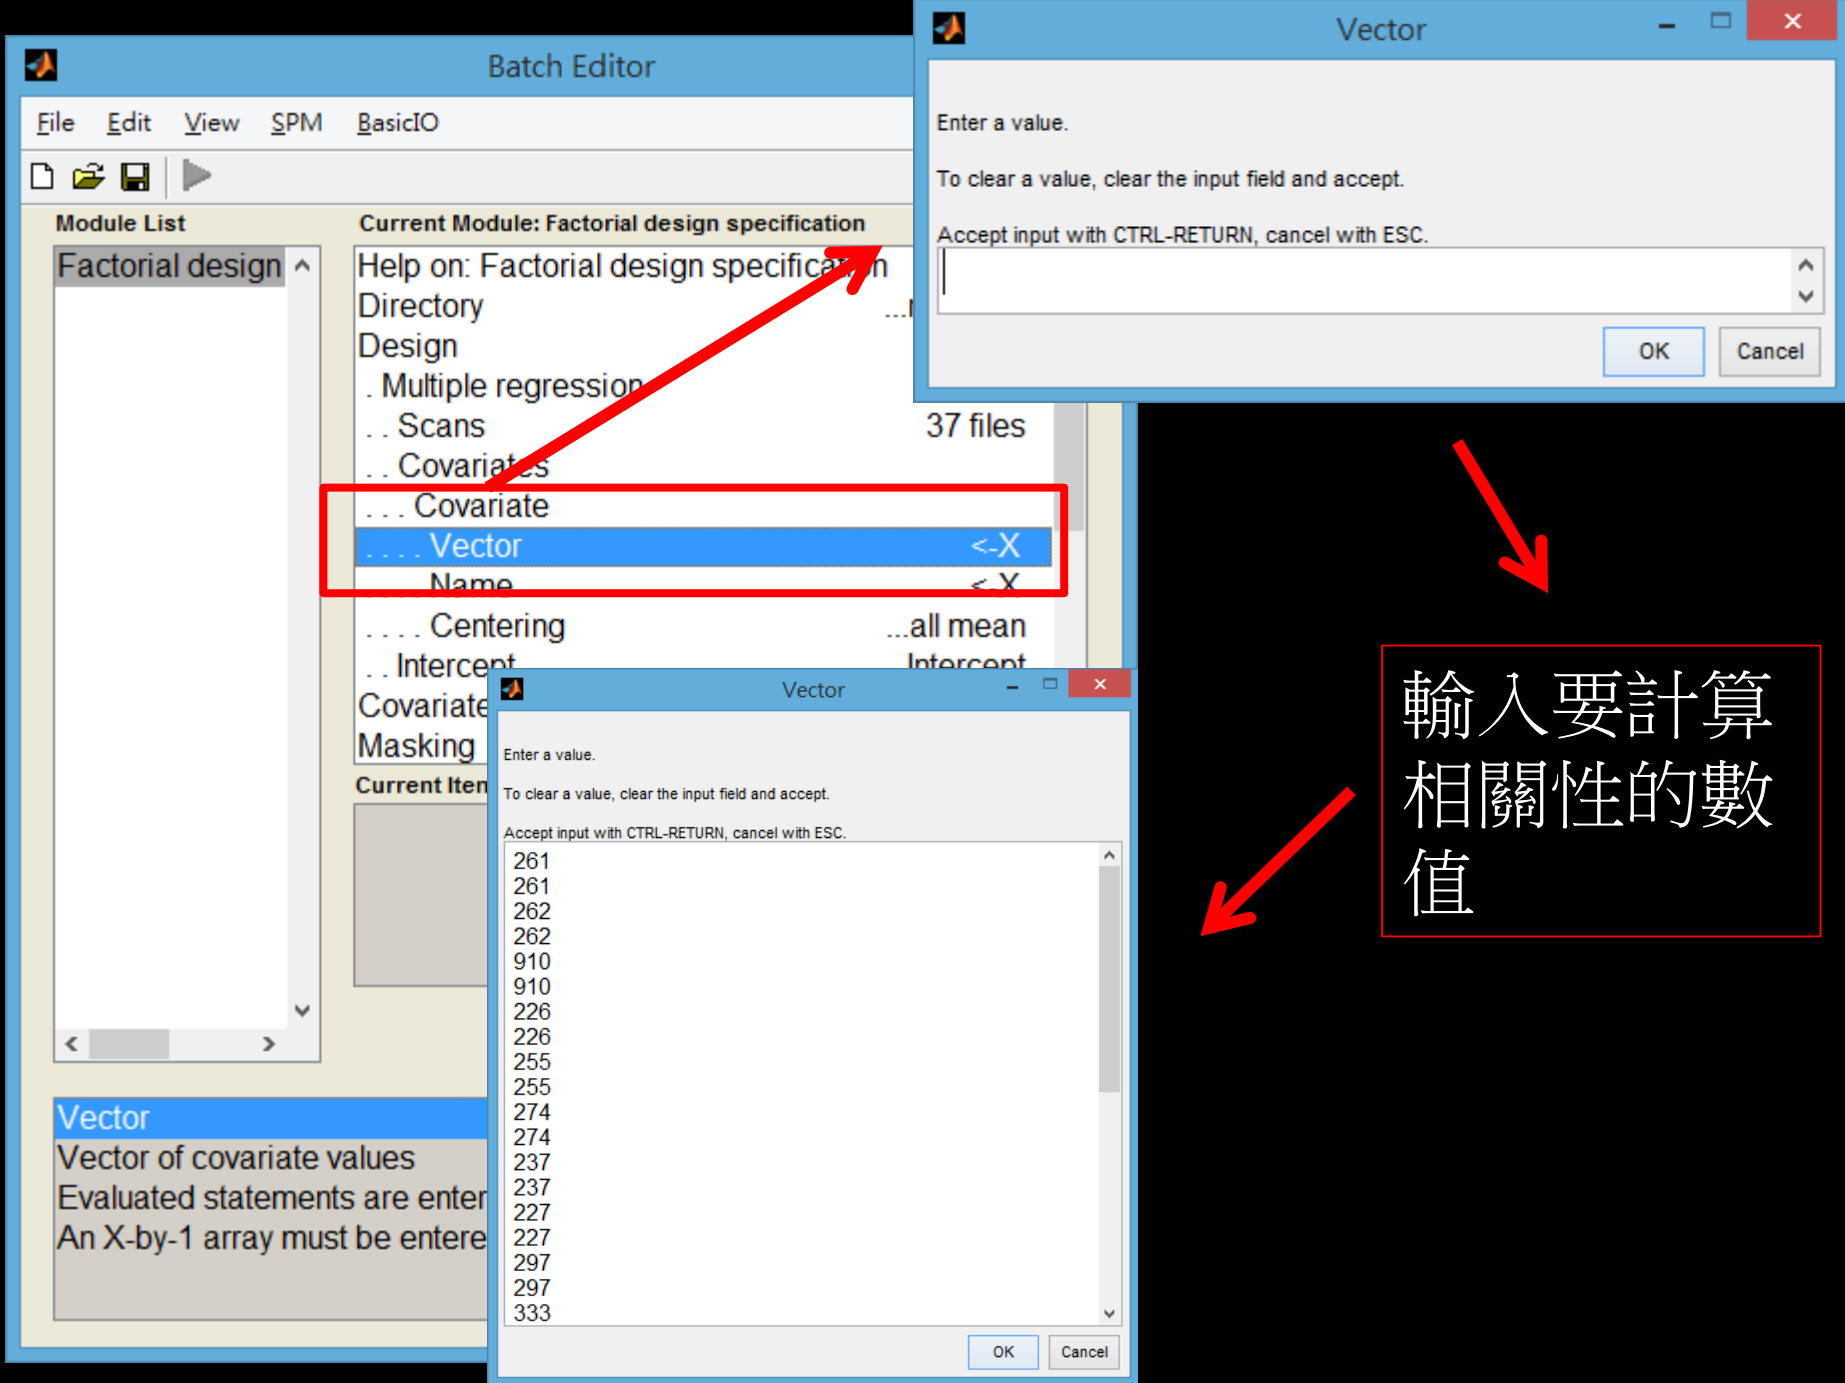 Batch Editor
File Edit View SPM BasicIO
Module List
Factorial design
Current Module: Factorial design specification
Help on: Factorial design specification
Directory
Design
. Multiple regression
. . Scans 37 files
. . Covariates
. . . Covariate
. . . . Vector <-X
. . . . Name <-X
. . . . Centering ...all mean
. . Intercept Intercept
Covariate
Masking
Current Item
Vector
Vector of covariate values
Evaluated statements are enter
An X-by-1 array must be entere
Vector
Enter a value.
To clear a value, clear the input field and accept.
Accept input with CTRL-RETURN, cancel with ESC.
OK Cancel
輸入要計算
相關性的數
值
Vector
Enter a value.
To clear a value, clear the input field and accept.
Accept input with CTRL-RETURN, cancel with ESC.
261
261
262
262
910
910
226
226
255
255
274
274
237
237
227
227
297
297
333
OK Cancel